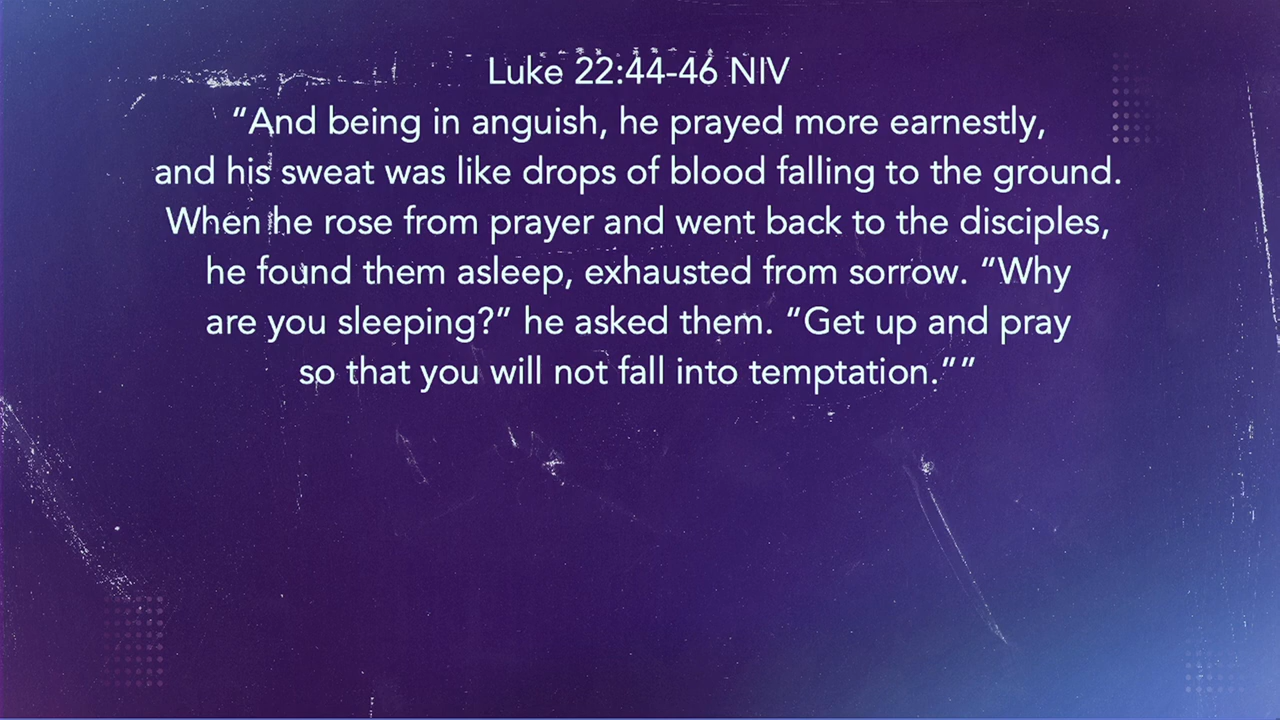 Luke 22:44-46 NIV
“And being in anguish, he prayed more earnestly,
and his sweat was like drops of blood falling to the ground.
When he rose from prayer and went back to the disciples,
he found them asleep, exhausted from sorrow. “Why
are you sleeping?” he asked them. “Get up and pray
so that you will not fall into temptation.””